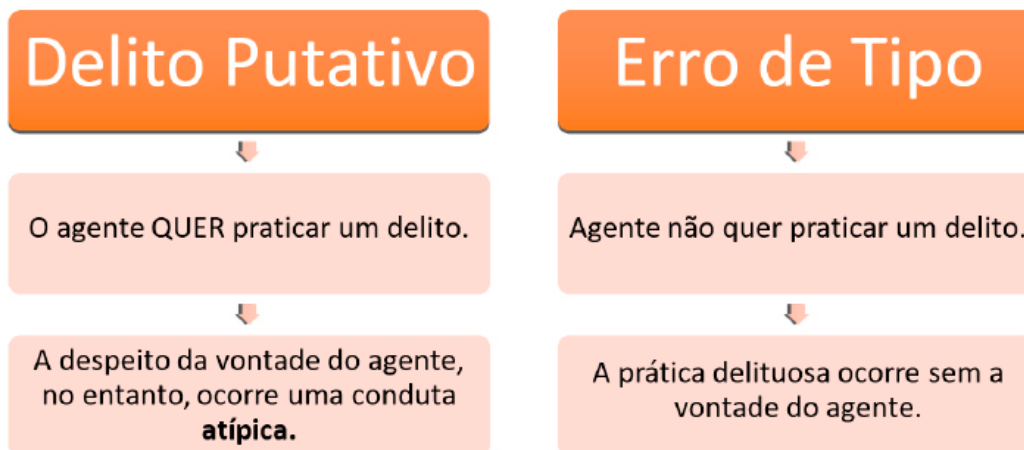 Delito Putativo
O agente QUER praticar um delito.
A despeito da vontade do agente,
no entanto, ocorre uma conduta
atípica.
Erro de Tipo
Agente não quer praticar um delito.
A prática delituosa ocorre sem a
vontade do agente.